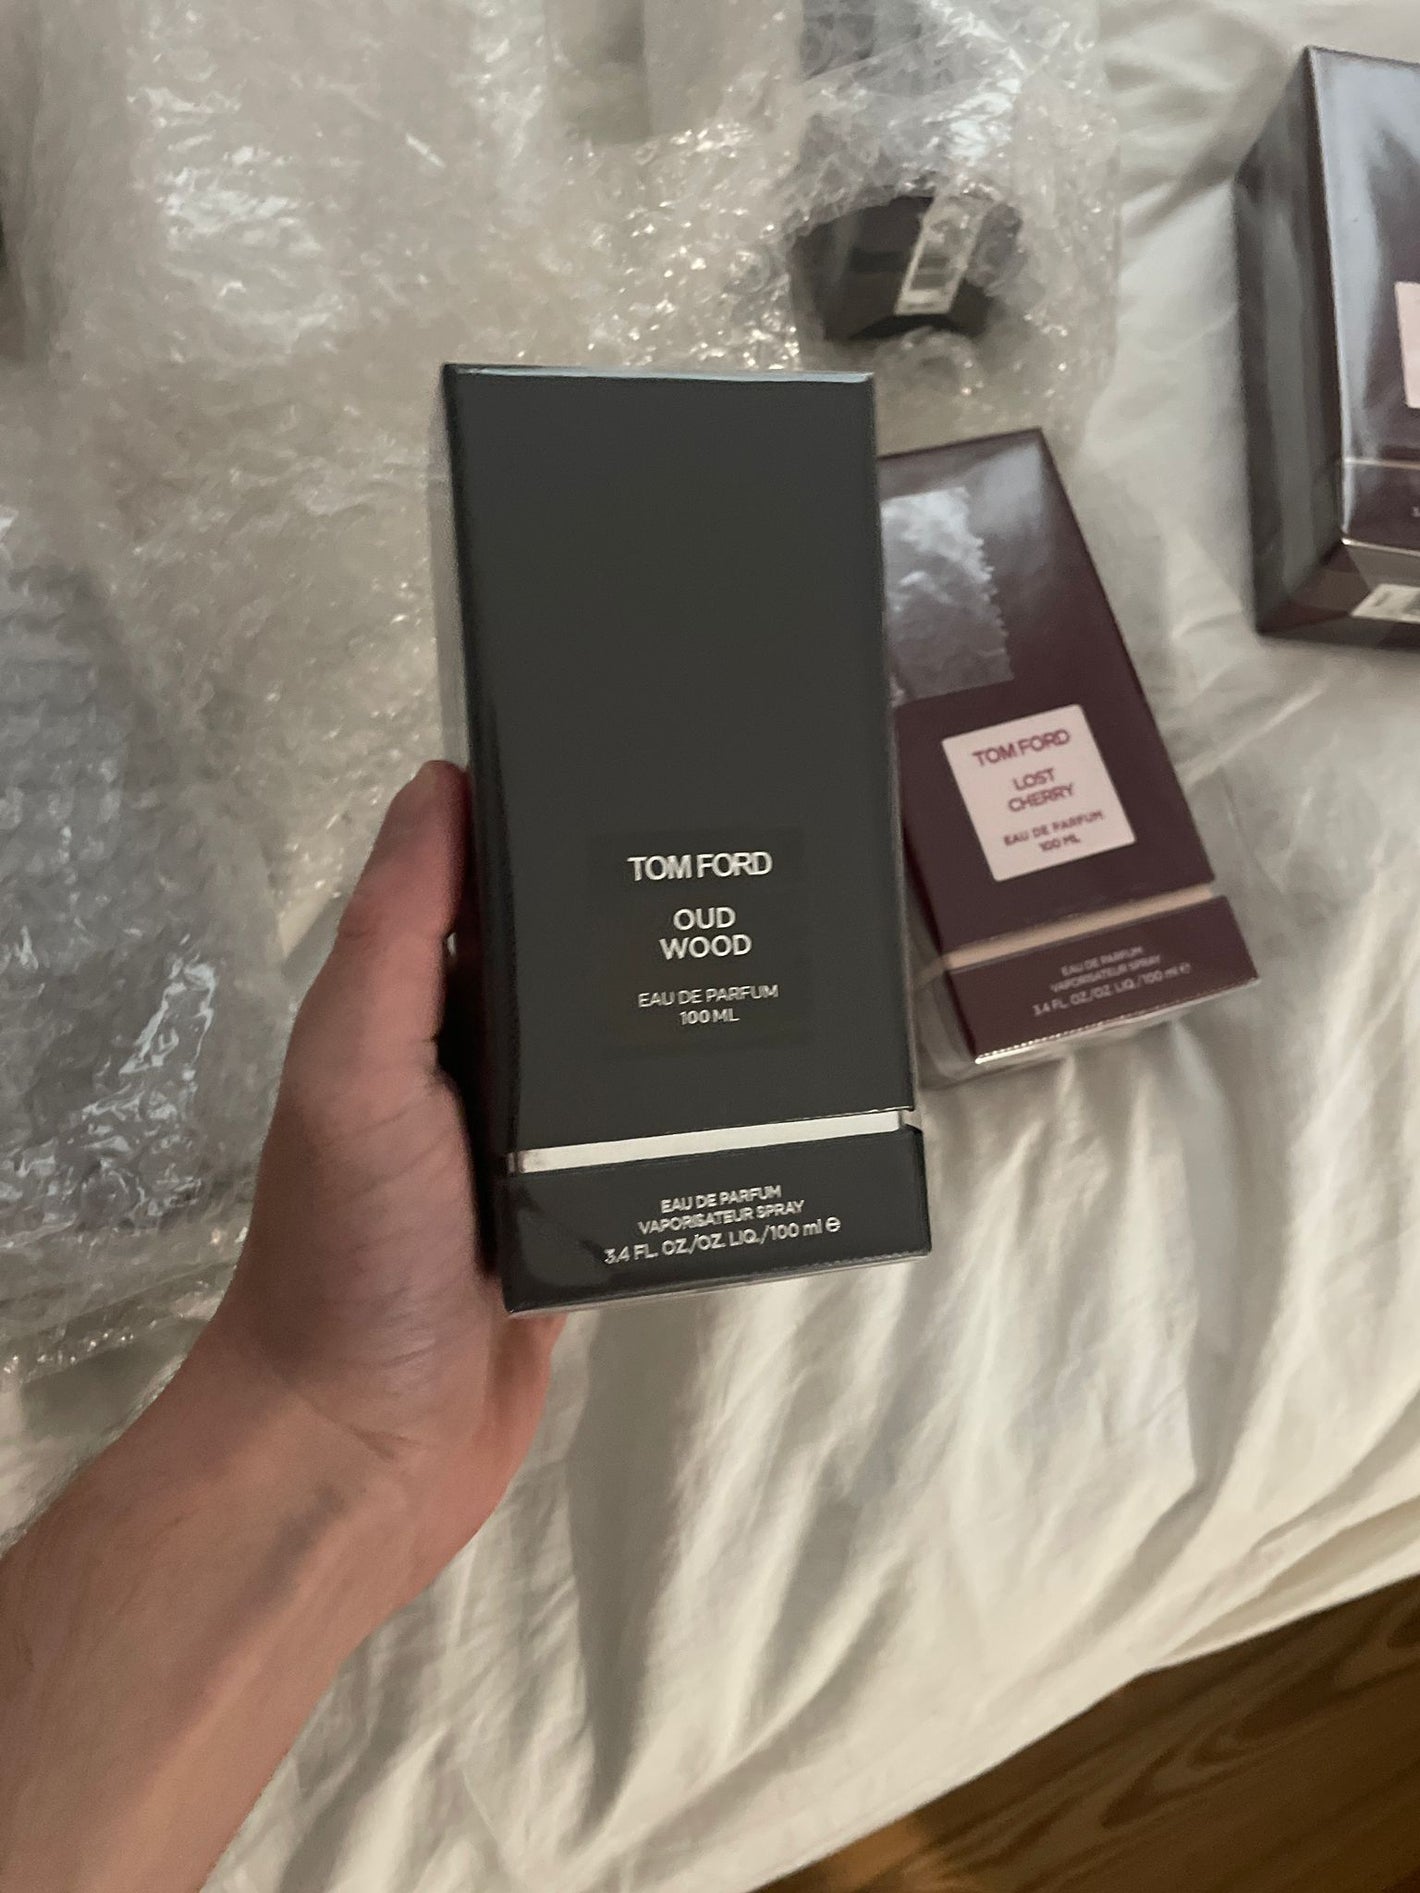 TOM FORD
OUD
WOOD
EAU DE PARFUM
100 ML
EAU DE PARFUM
VAPORISATEUR SPRAY
3.4 FL. OZ./OZ. LIQ./100 ml ℮
TOM FORD
LOST
CHERRY
EAU DE PARFUM
100 ML
EAU DE PARFUM
VAPORISATEUR SPRAY
3.4 FL. OZ./OZ. LIQ./100 ml ℮